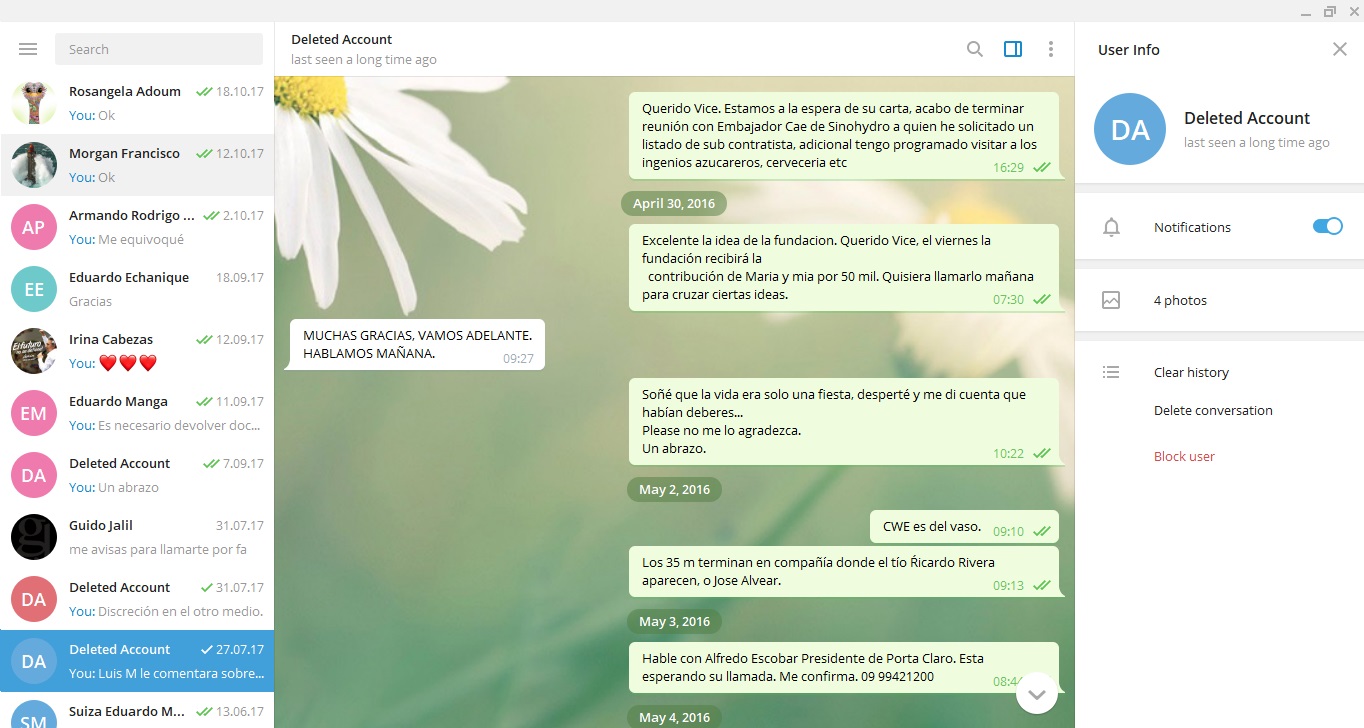 Search
Rosangela Adoum
18.10.17
You: Ok
Morgan Francisco
12.10.17
You: Ok
AP
Armando Rodrigo ...
2.10.17
You: Me equivoqué
EE
Eduardo Echanique
18.09.17
Gracias
Irina Cabezas
12.09.17
You: ❤❤❤
EM
Eduardo Manga
11.09.17
You: Es necesario devolver doc...
DA
Deleted Account
7.09.17
You: Un abrazo
Guido Jalil
31.07.17
me avisas para llamarte por fa
DA
Deleted Account
31.07.17
You: Discreción en el otro medio.
DA
Deleted Account
27.07.17
You: Luis M le comentara sobre...
SM
Suiza Eduardo M...
13.06.17
Deleted Account
last seen a long time ago
Querido Vice. Estamos a la espera de su carta, acabo de terminar
reunión con Embajador Cae de Sinohydro a quien he solicitado un
listado de sub contratista, adicional tengo programado visitar a los
ingenios azucareros, cerveceria etc
16:29
April 30, 2016
Excelente la idea de la fundacion. Querido Vice, el viernes la
fundación recibirá la
contribución de Maria y mia por 50 mil. Quisiera llamarlo mañana
para cruzar ciertas ideas.
07:30
MUCHAS GRACIAS, VAMOS ADELANTE.
HABLAMOS MAÑANA.
09:27
Soñé que la vida era solo una fiesta, desperté y me di cuenta que
habían deberes...
Please no me lo agradezca.
Un abrazo.
10:22
May 2, 2016
CWE es del vaso.
09:10
Los 35 m terminan en compañía donde el tío Ŕicardo Rivera
aparecen, o Jose Alvear.
09:13
May 3, 2016
Hable con Alfredo Escobar Presidente de Porta Claro. Esta
esperando su llamada. Me confirma. 09 99421200
May 4, 2016
User Info
DA
Deleted Account
last seen a long time ago
Notifications
4 photos
Clear history
Delete conversation
Block user